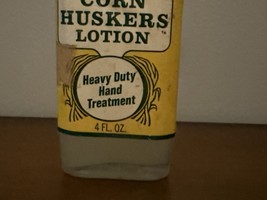 CORN
HUSKERS
LOTION
Heavy Duty
Hand
Treatment
4 FL. OZ.